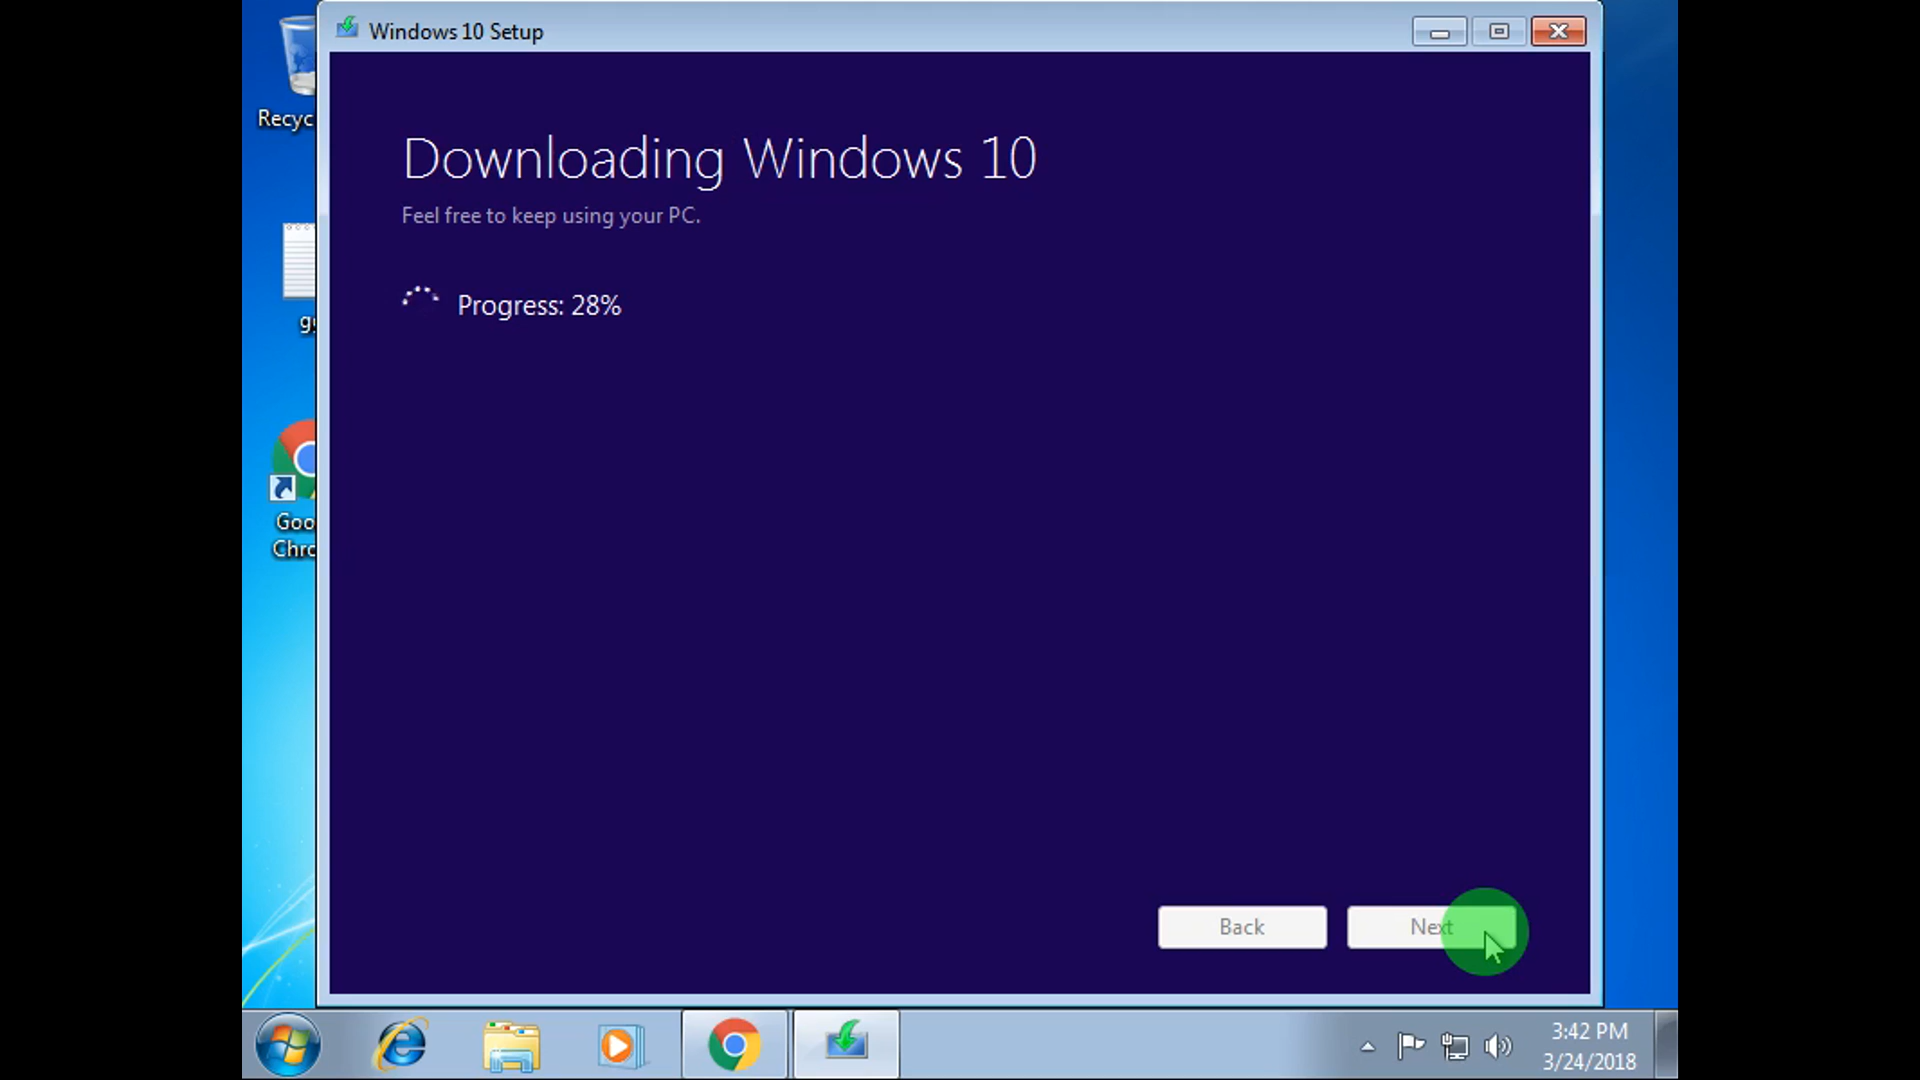 Windows 10 Setup
Recyc
Downloading Windows 10
Feel free to keep using your PC.
Progress: 28%
Goo
Chro
Back
Next
3:42 PM
3/24/2018